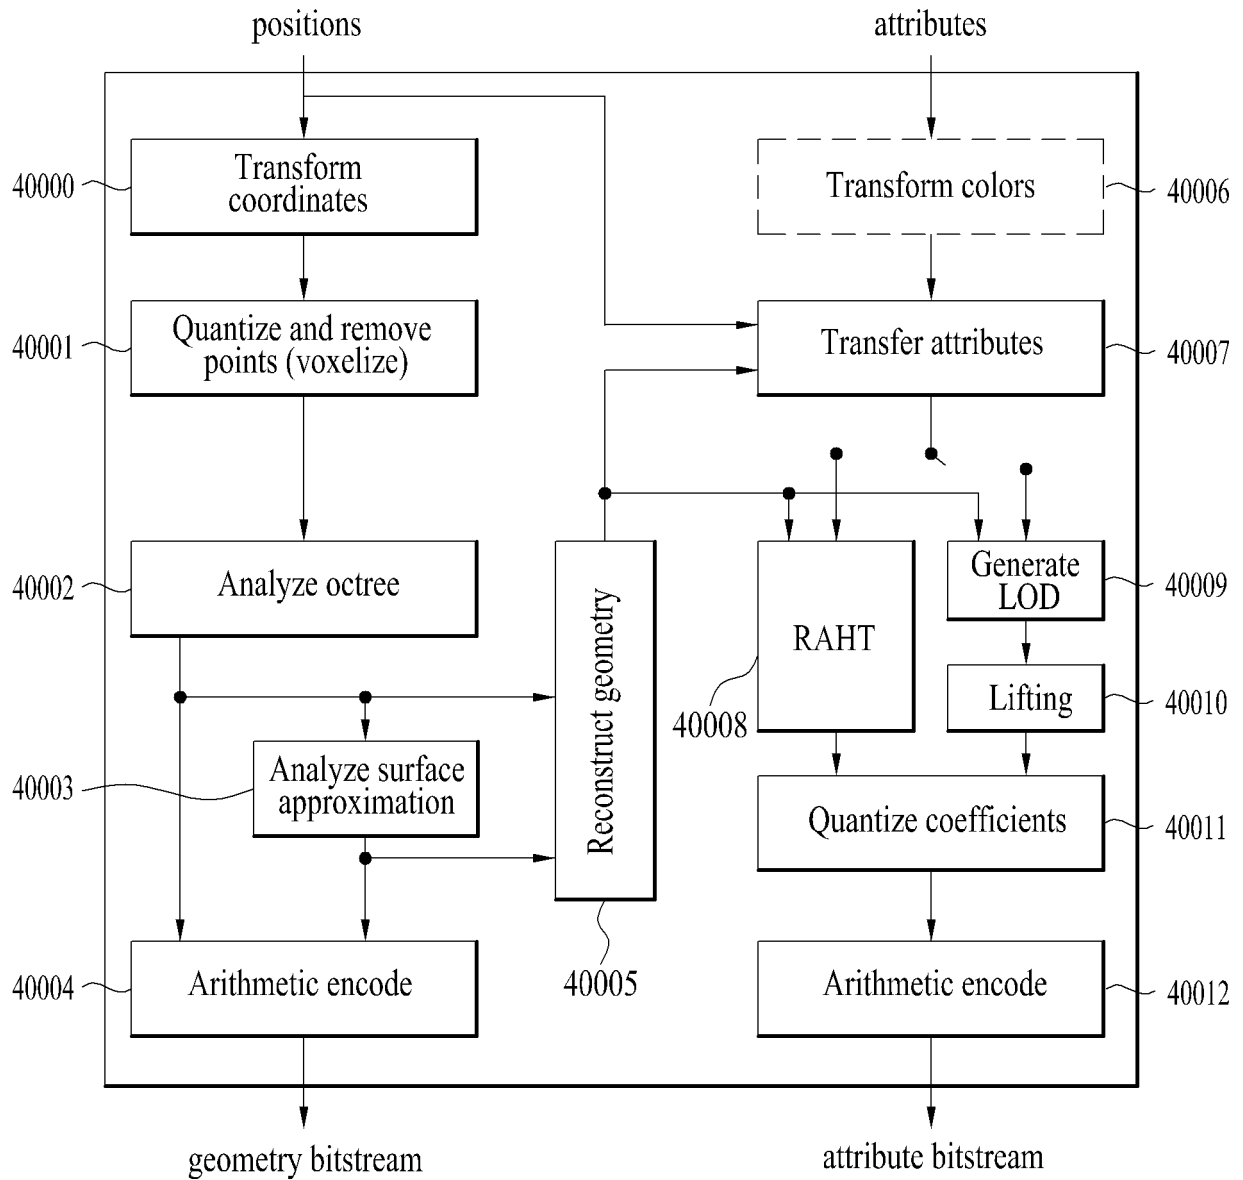 positions
attributes
40000
Transform
coordinates
Transform colors
40006
40001
Quantize and remove
points (voxelize)
Transfer attributes
40007
40002
Analyze octree
Reconstruct geometry
RAHT
Generate
LOD
40009
40008
Lifting
40010
40003
Analyze surface
approximation
Quantize coefficients
40011
40004
Arithmetic encode
40005
Arithmetic encode
40012
geometry bitstream
attribute bitstream